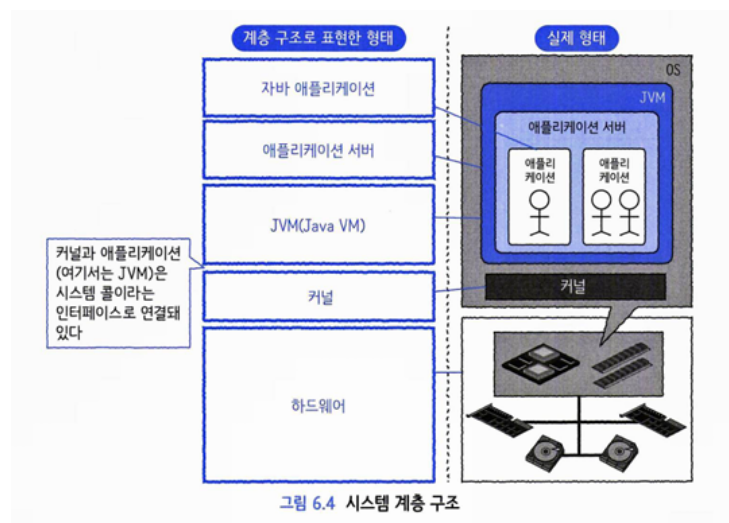 계층 구조로 표현한 형태
실제 형태
자바 애플리케이션
애플리케이션 서버
JVM(Java VM)
커널
하드웨어
커널과 애플리케이션
(여기서는 JVM)은
시스템 콜이라는
인터페이스로 연결돼
있다
OS
JVM
애플리케이션 서버
애플리
케이션
애플리
케이션
커널
그림 6.4 시스템 계층 구조